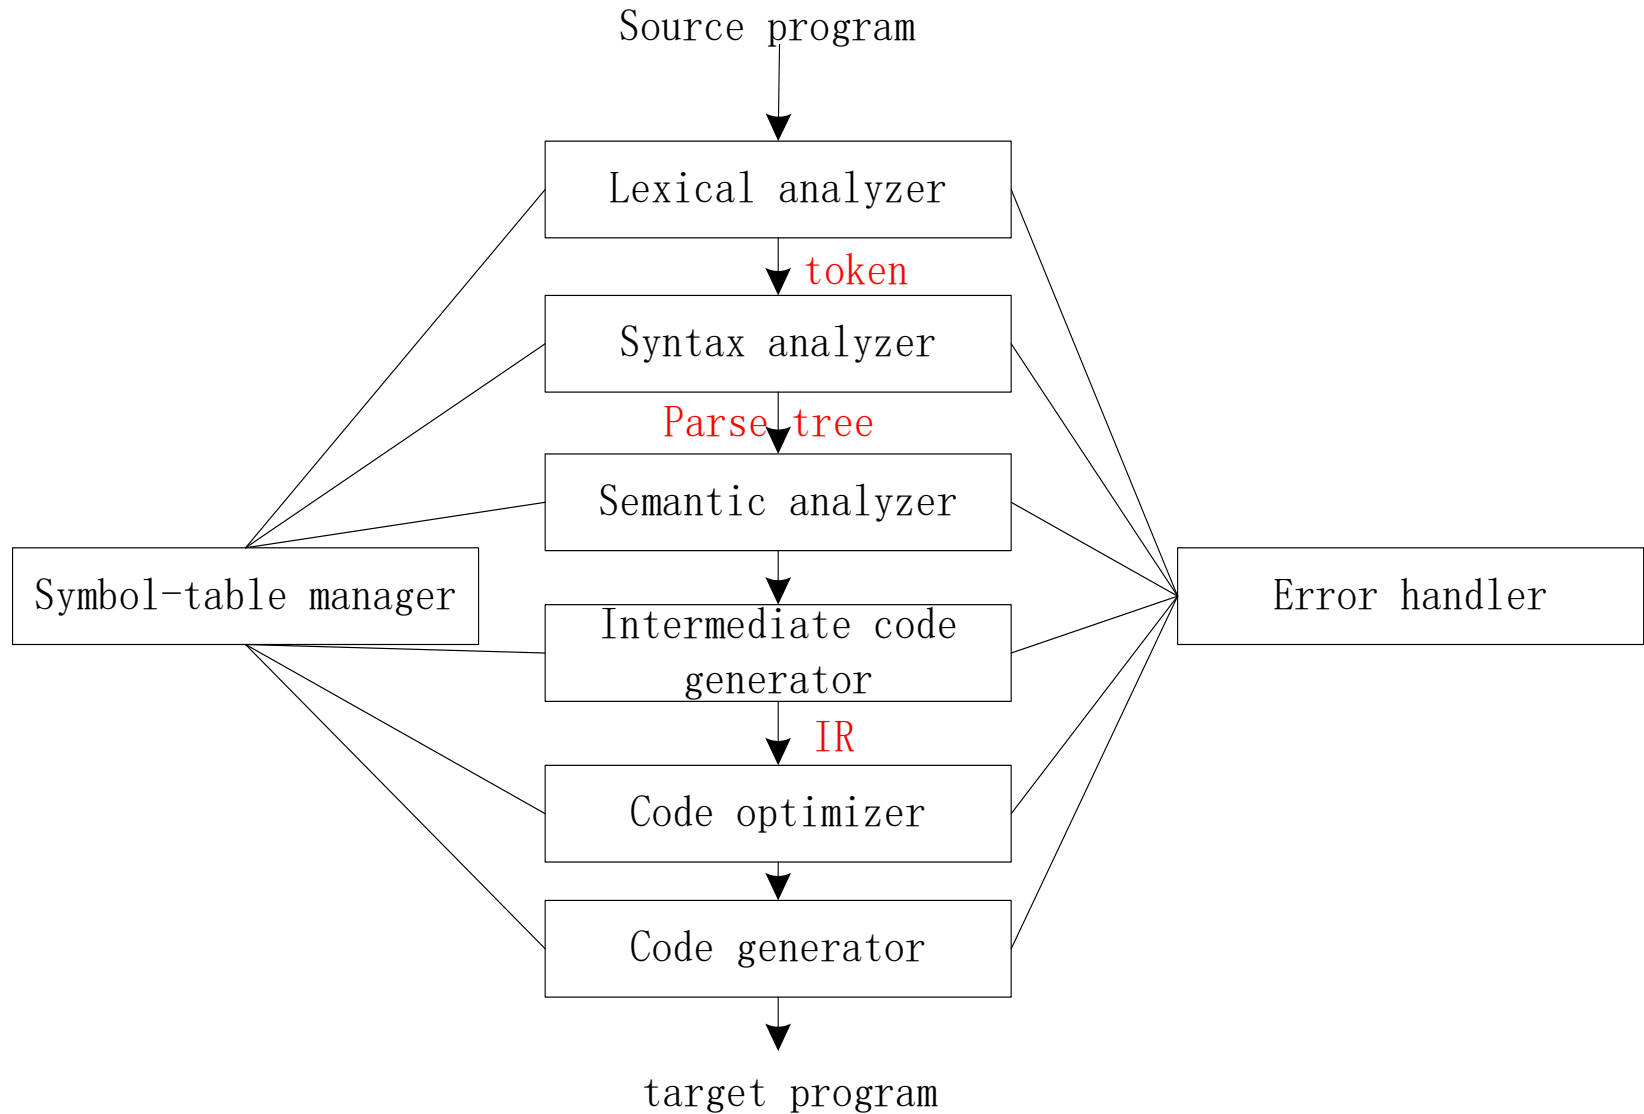 Source program
Lexical analyzer
token
Syntax analyzer
Parse tree
Semantic analyzer
Symbol-table manager
Error handler
Intermediate code
generator
IR
Code optimizer
Code generator
target program